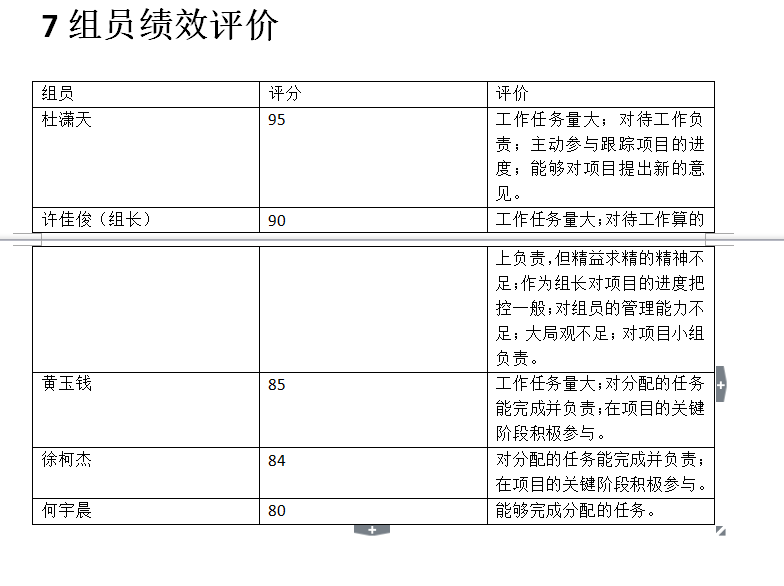 7 组员绩效评价
组员 评分 评价
杜潇天 95 工作任务量大；对待工作负
责；主动参与跟踪项目的进
度；能够对项目提出新的意
见。
许佳俊（组长） 90 工作任务量大；对待工作算的
上负责，但精益求精的精神不
足；作为组长对项目的进度把
控一般；对组员的管理能力不
足；大局观不足；对项目小组
负责。
黄玉钱 85 工作任务量大；对分配的任务
能完成并负责；在项目的关键
阶段积极参与。
徐柯杰 84 对分配的任务能完成并负责；
在项目的关键阶段积极参与。
何宇晨 80 能够完成分配的任务。